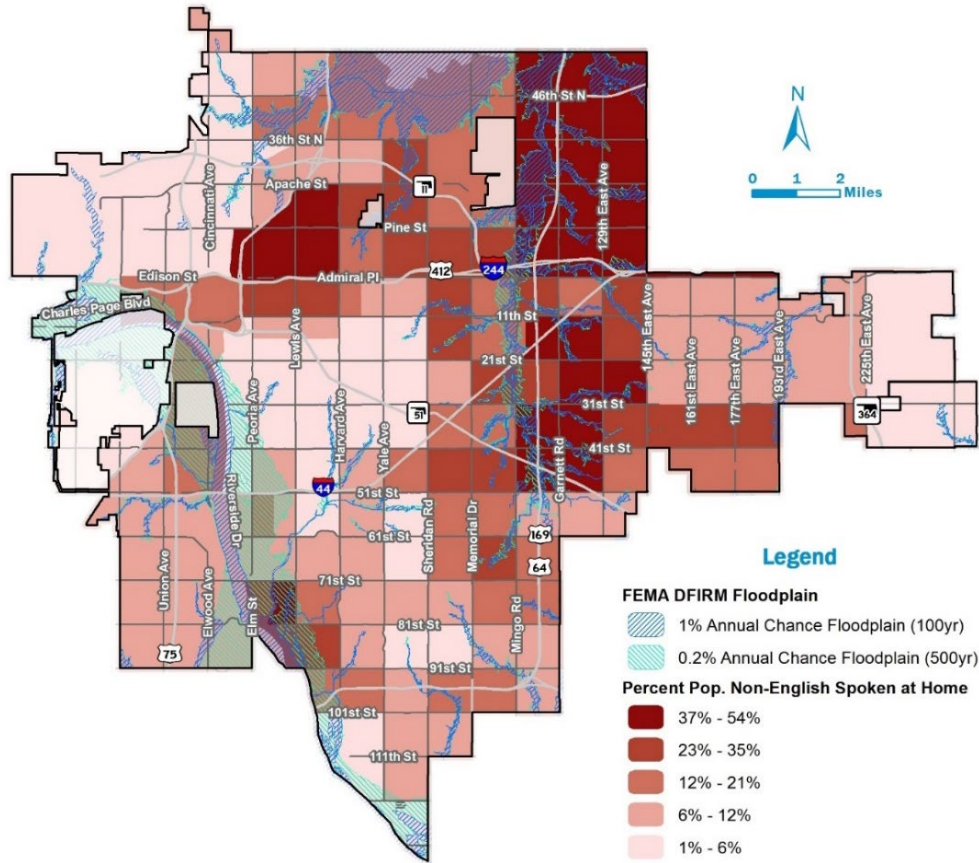 46th St N
N
36th St N
0 1 2
Miles
Apache St
11
Cincinnati Ave
129th East Ave
Pine St
412
244
Edison St
Admiral Pl
Charles Page Blvd
11th St
Lewis Ave
21st St
145th East Ave
161st East Ave
177th East Ave
193rd East Ave
225th East Ave
Peoria Ave
Harvard Ave
Yale Ave
51
31st St
364
41st St
Garnett Rd
44
51st St
Riverside Dr
61st St
Sheridan Rd
Memorial Dr
169
64
Union Ave
Elwood Ave
Elm St
71st St
81st St
Mingo Rd
75
91st St
101st St
111th St
Legend
FEMA DFIRM Floodplain
1% Annual Chance Floodplain (100yr)
0.2% Annual Chance Floodplain (500yr)
Percent Pop. Non-English Spoken at Home
37% - 54%
23% - 35%
12% - 21%
6% - 12%
1% - 6%